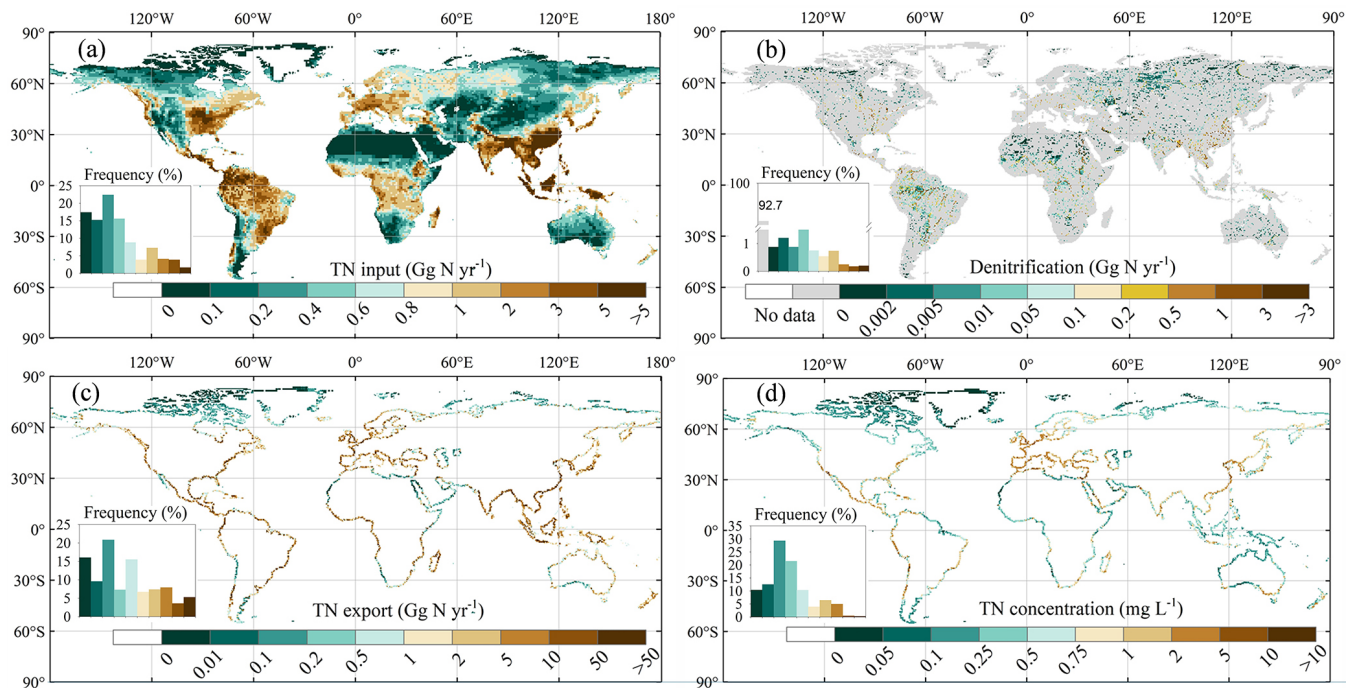 120°W 60°W 0° 60°E 120°E 180°
120°W 60°W 0° 60°E 120°E 90°
90° (a) 90° (b)
60°N 60°N
30°N 30°N
0° Frequency (%) 0° Frequency (%)
25 20 15 10 5 0
100 92.7 1 0
30°S TN input (Gg N yr-1) 30°S Denitrification (Gg N yr-1)
60°S 60°S
0 0.1 0.2 0.4 0.6 0.8 1 2 3 5 >5
No data 0 0.002 0.005 0.01 0.05 0.1 0.2 0.5 1 3 >3
90° 90°
120°W 60°W 0° 60°E 120°E 180°
120°W 60°W 0° 60°E 120°E 90°
90° (c) 90° (d)
60°N 60°N
30°N 30°N
0° Frequency (%) 0° Frequency (%)
25 20 15 10 5 0
35 30 25 20 15 10 5 0
30°S TN export (Gg N yr-1) 30°S TN concentration (mg L-1)
60°S 60°S
0 0.01 0.1 0.2 0.5 1 2 5 10 50 >50
0 0.05 0.1 0.25 0.5 0.75 1 2 5 10 >10
90° 90°